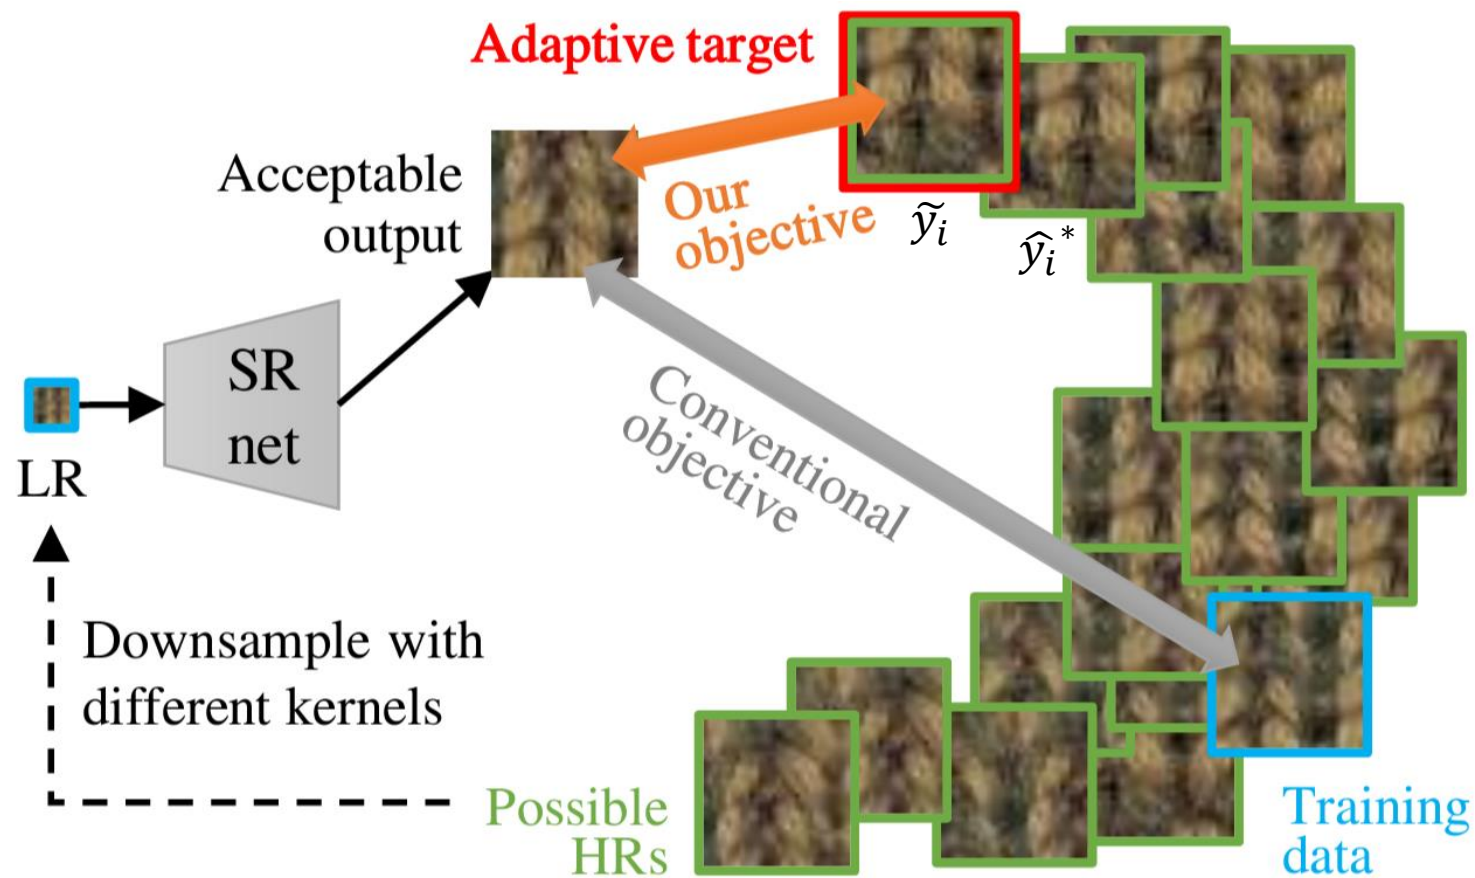 Adaptive target
Acceptable
output
Our
objective
ỹᵢ
ŷᵢ*
SR
net
LR
Conventional
objective
Downsample with
different kernels
Possible
HRs
Training
data